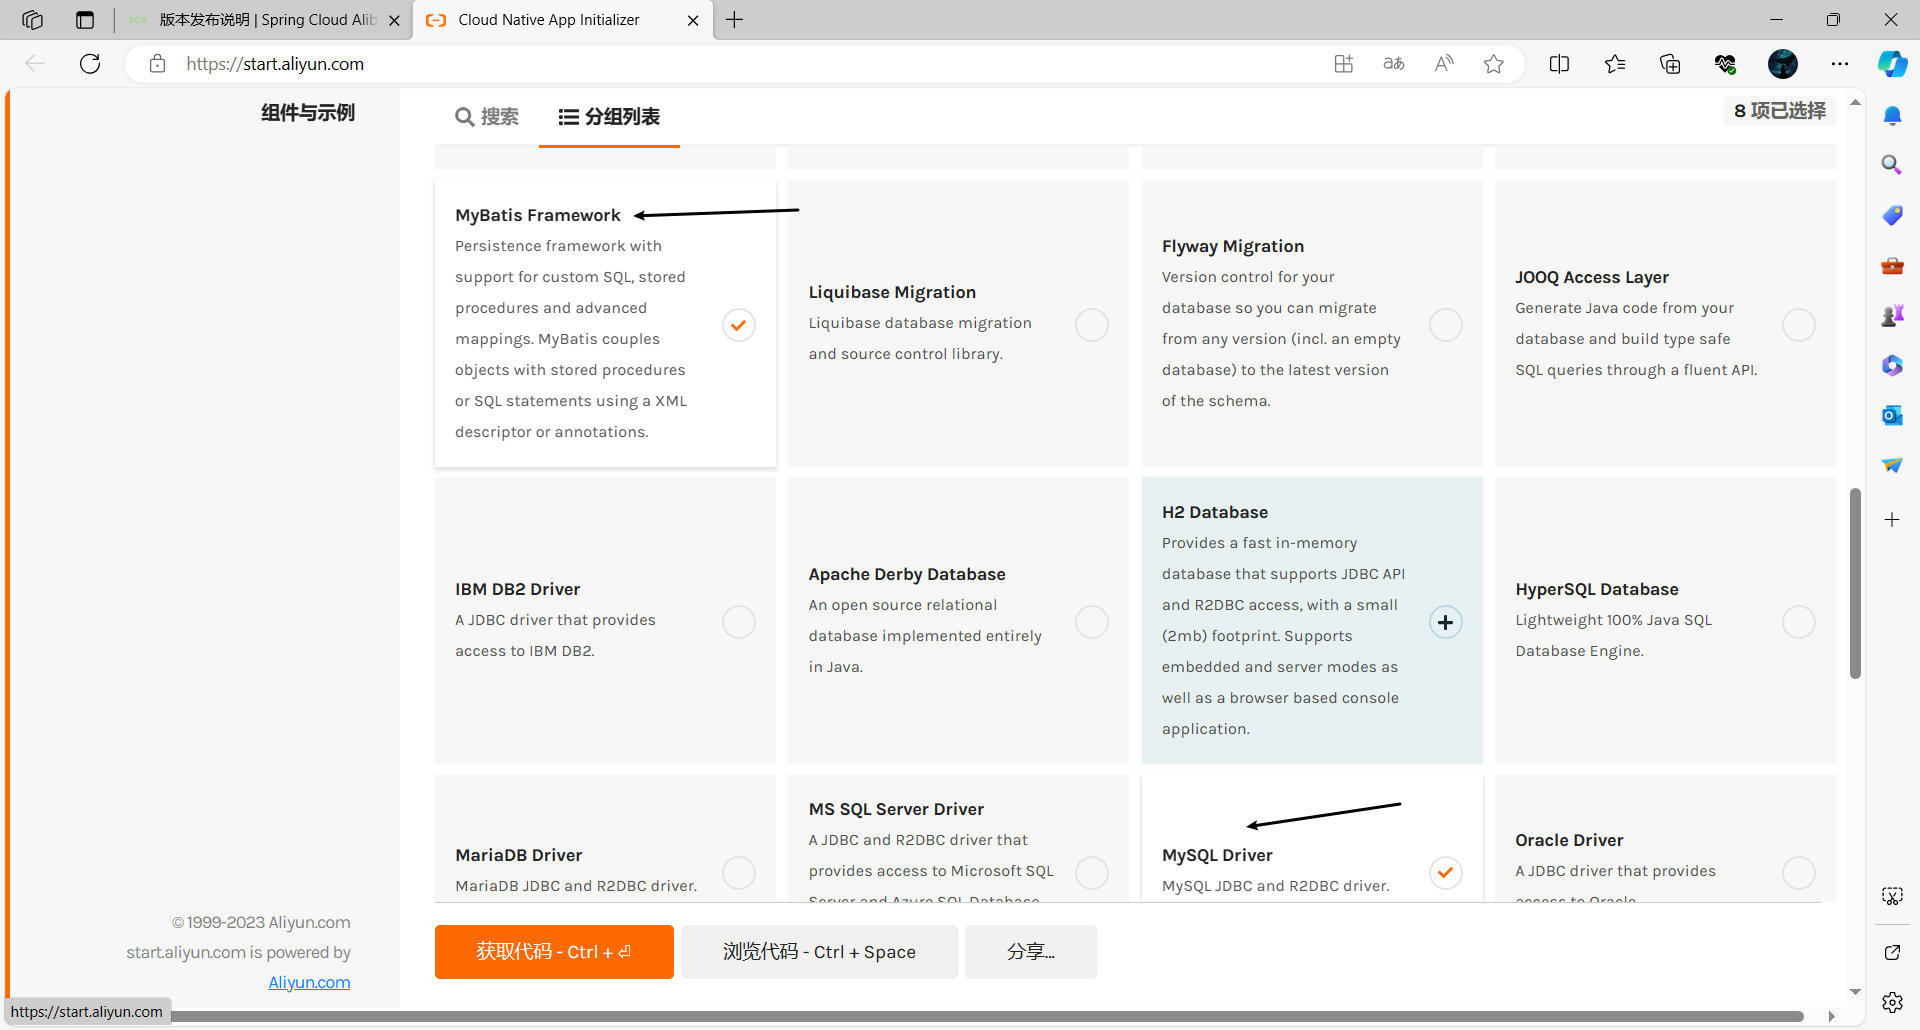 SCA 版本发布说明 | Spring Cloud Alib
Cloud Native App Initializer
https://start.aliyun.com
组件与示例
搜索
分组列表
8 项已选择
MyBatis Framework
Persistence framework with
support for custom SQL, stored
procedures and advanced
mappings. MyBatis couples
objects with stored procedures
or SQL statements using a XML
descriptor or annotations.
Liquibase Migration
Liquibase database migration
and source control library.
Flyway Migration
Version control for your
database so you can migrate
from any version (incl. an empty
database) to the latest version
of the schema.
JOOQ Access Layer
Generate Java code from your
database and build type safe
SQL queries through a fluent API.
IBM DB2 Driver
A JDBC driver that provides
access to IBM DB2.
Apache Derby Database
An open source relational
database implemented entirely
in Java.
H2 Database
Provides a fast in-memory
database that supports JDBC API
and R2DBC access, with a small
(2mb) footprint. Supports
embedded and server modes as
well as a browser based console
application.
HyperSQL Database
Lightweight 100% Java SQL
Database Engine.
MariaDB Driver
MariaDB JDBC and R2DBC driver.
MS SQL Server Driver
A JDBC and R2DBC driver that
provides access to Microsoft SQL
Server and Azure SQL Database
MySQL Driver
MySQL JDBC and R2DBC driver.
Oracle Driver
A JDBC driver that provides
access to Oracle.
© 1999-2023 Aliyun.com
start.aliyun.com is powered by
Aliyun.com
获取代码 - Ctrl + ⏎
浏览代码 - Ctrl + Space
分享...
https://start.aliyun.com